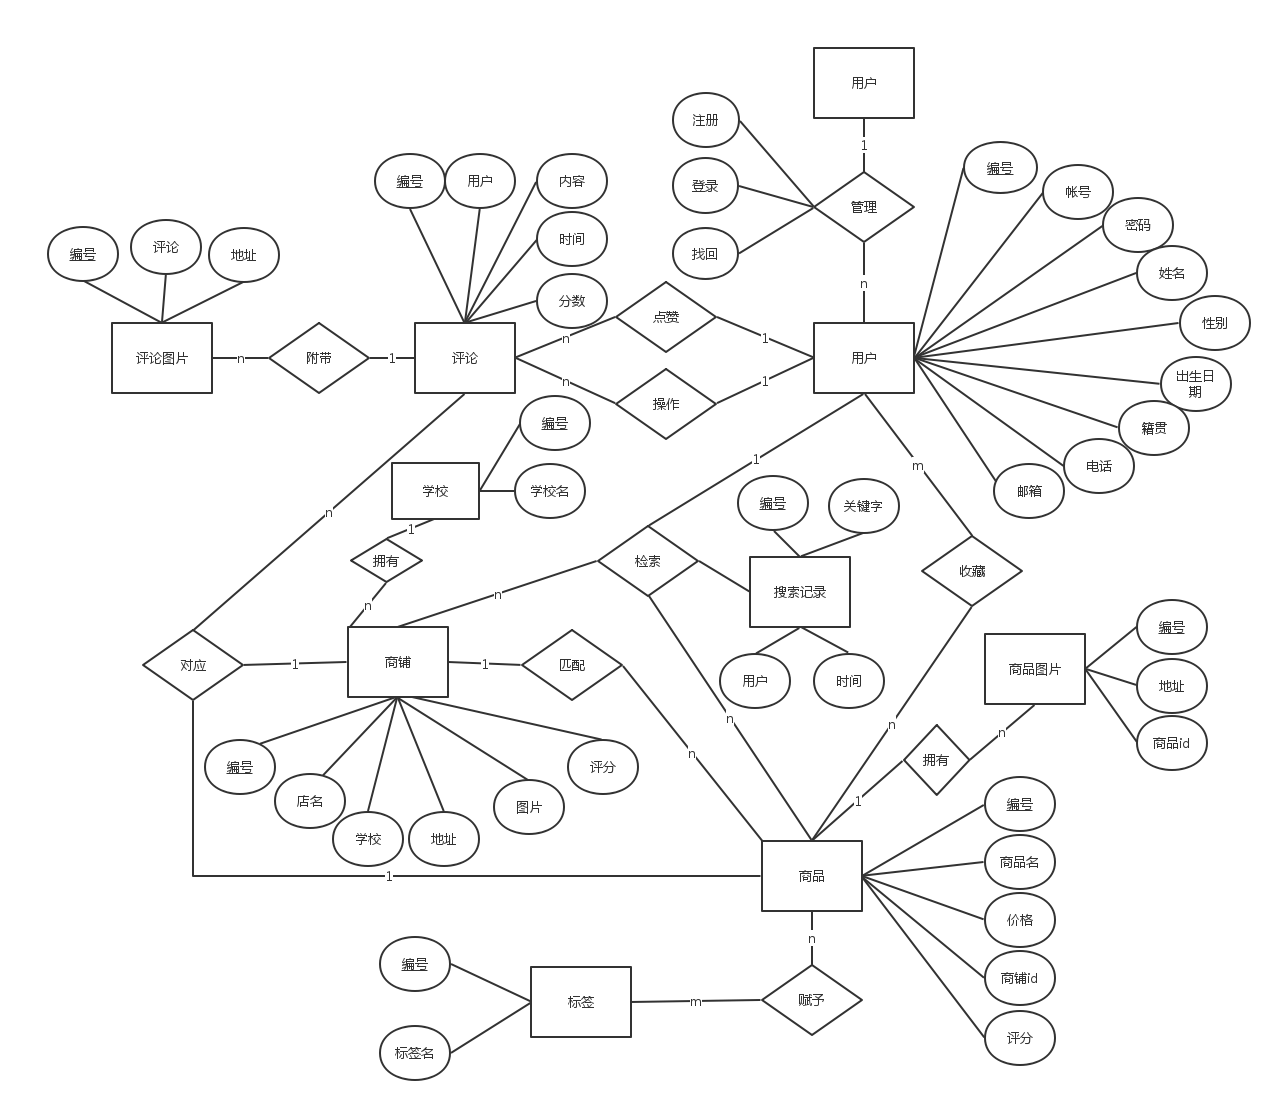 用户
1
注册
登录
管理
找回
n
编号
帐号
密码
姓名
性别
出生日
期
籍贯
电话
邮箱
编号
用户
内容
时间
分数
编号
评论
地址
评论图片
n
附带
1
评论
n
点赞
1
n
操作
1
用户
编号
学校
学校名
1
拥有
n
n
1
m
检索
编号
关键字
搜索记录
用户
时间
收藏
n
对应
1
商铺
1
匹配
n
n
n
编号
店名
学校
地址
图片
评分
商品图片
编号
地址
商品id
n
拥有
1
1
商品
编号
商品名
价格
商铺id
评分
n
编号
标签名
标签
m
赋予